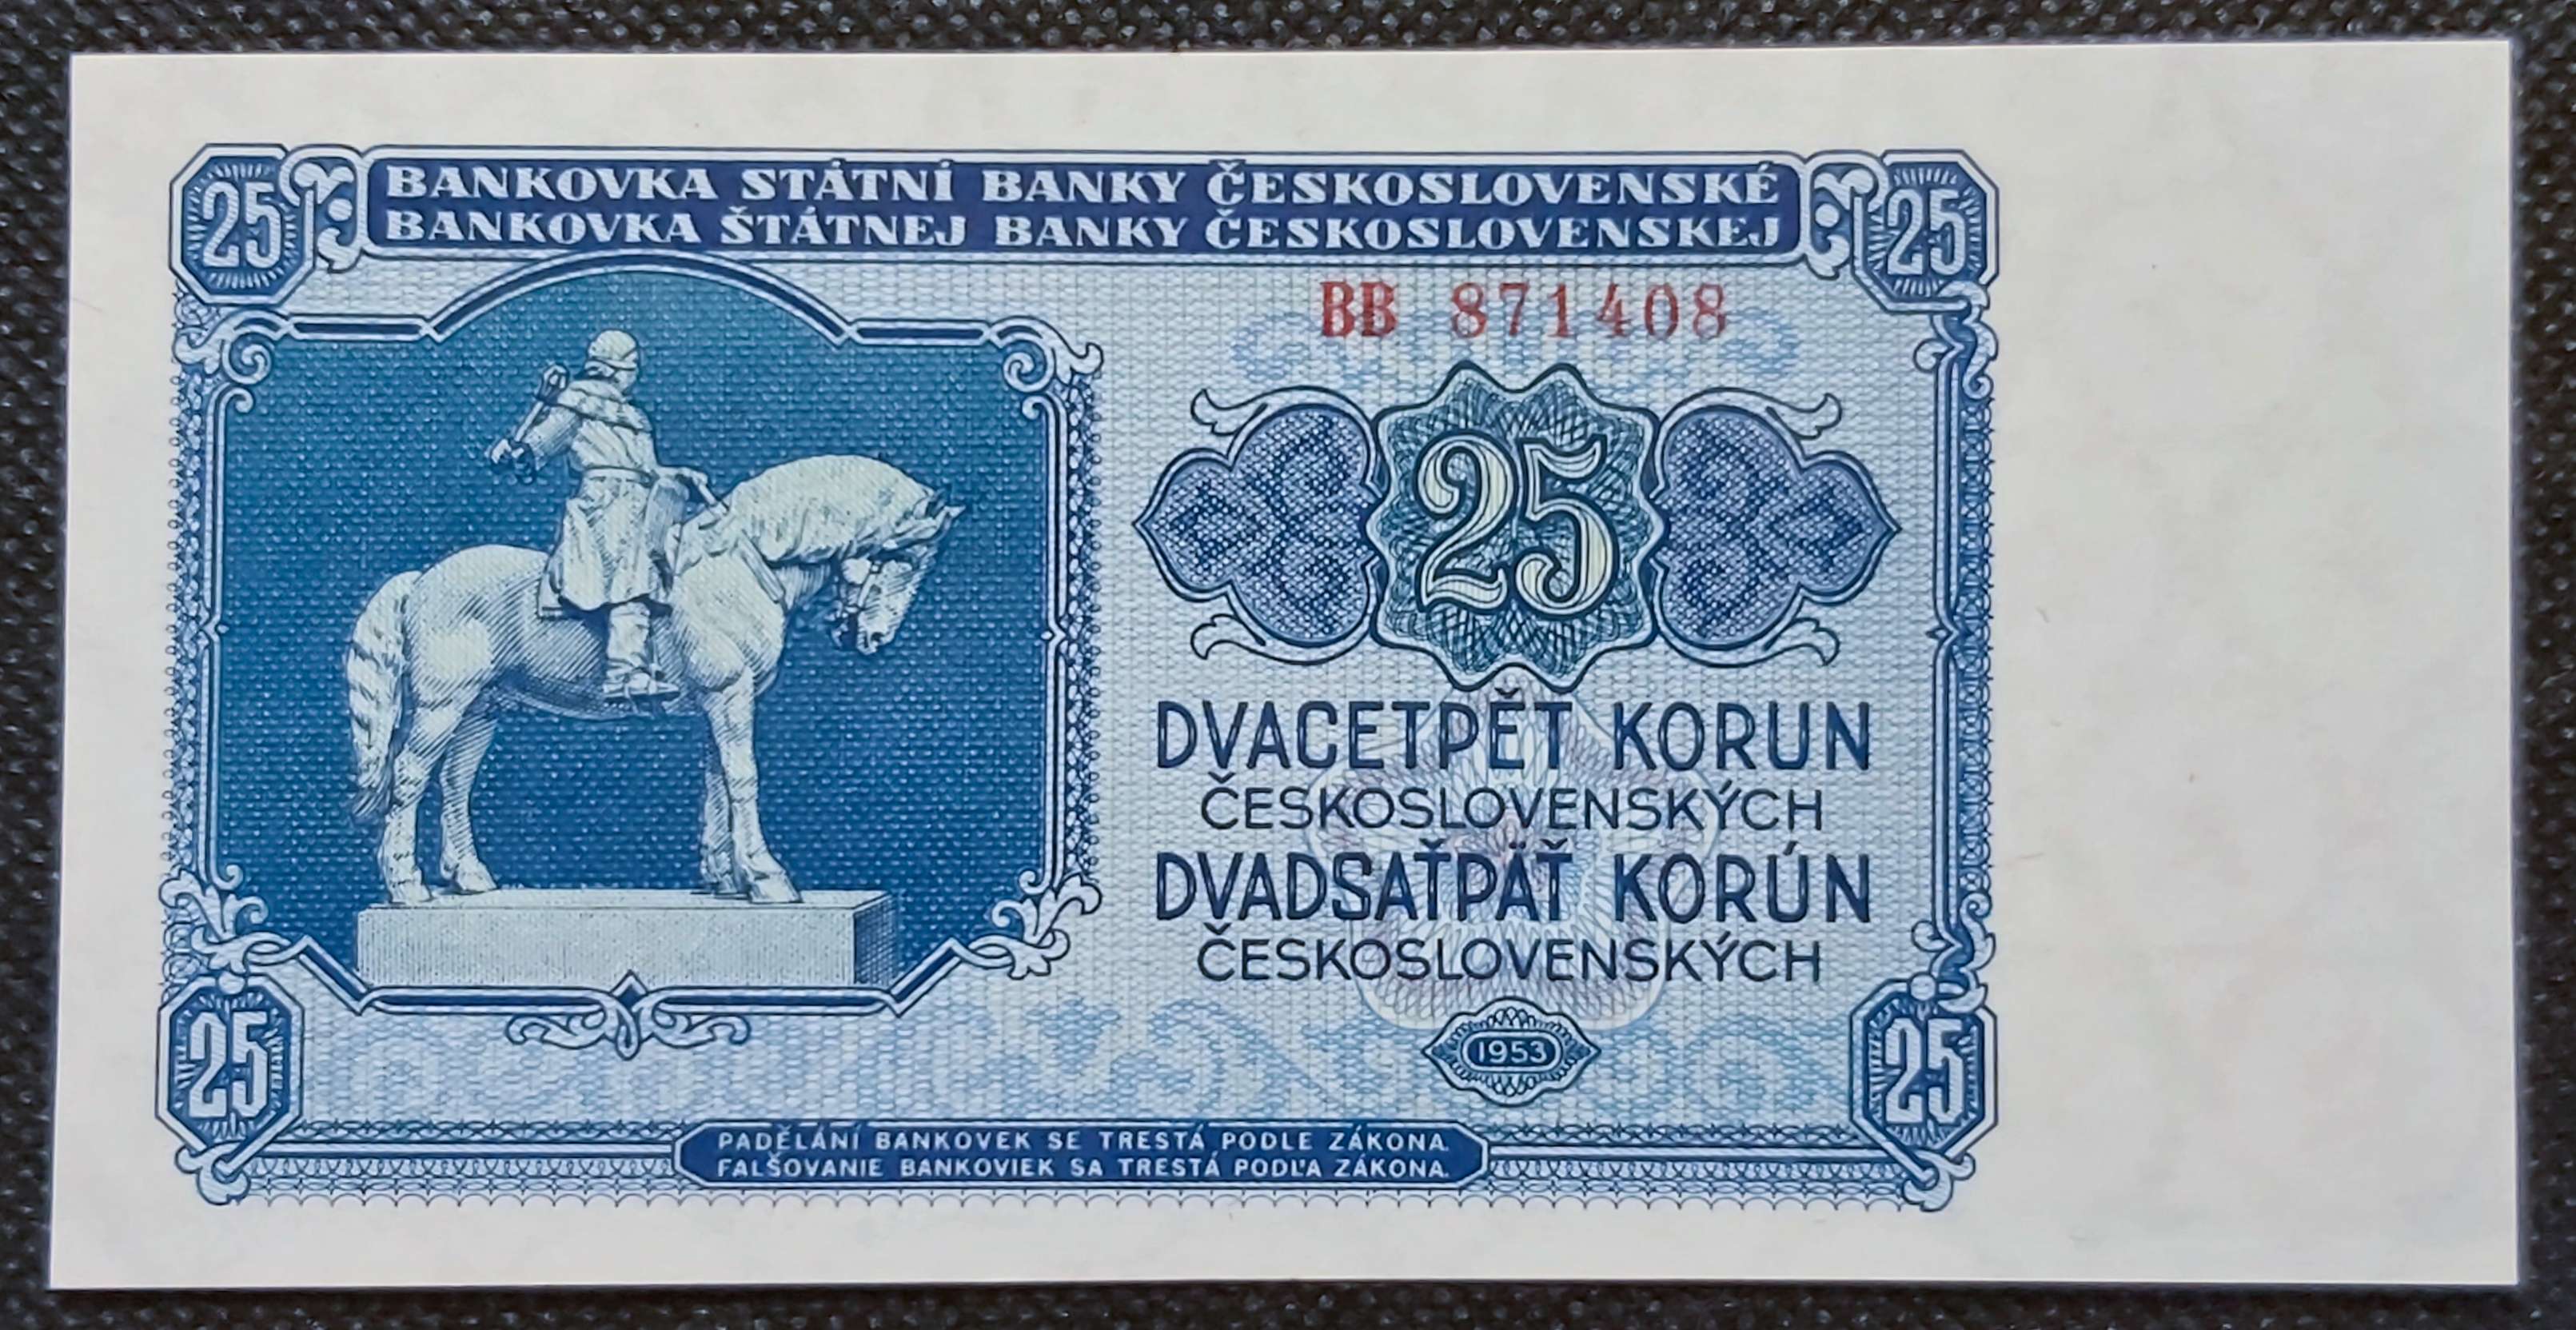 25 BANKOVKA STÁTNÍ BANKY ČESKOSLOVENSKÉ 25
BANKOVKA ŠTÁTNEJ BANKY ČESKOSLOVENSKEJ
BB 871408
25
DVACETPĚT KORUN
ČESKOSLOVENSKÝCH
DVADSAŤPÄŤ KORÚN
ČESKOSLOVENSKÝCH
1953
25 25
PADĚLÁNÍ BANKOVEK SE TRESTÁ PODLE ZÁKONA.
FALŠOVANIE BANKOVIEK SA TRESTÁ PODĽA ZÁKONA.